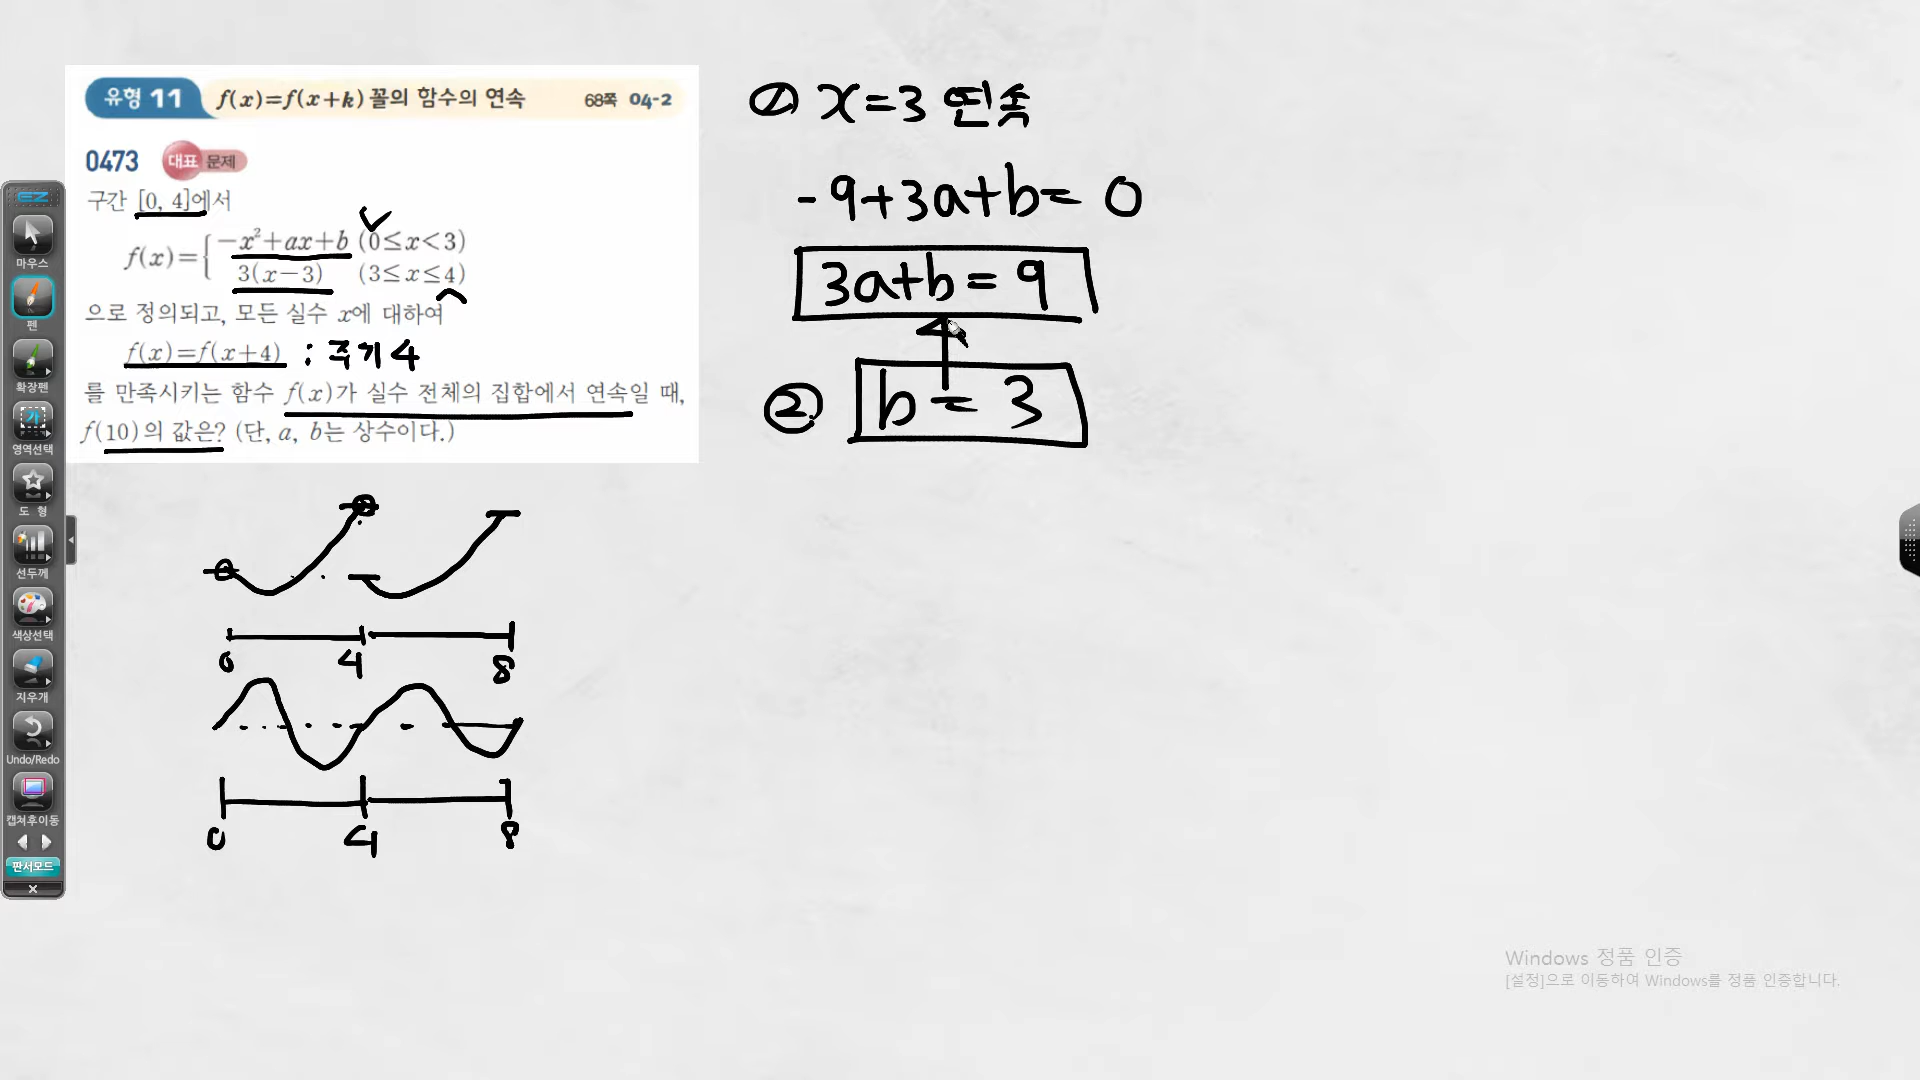 유형 11 f(x)=f(x+k) 꼴의 함수의 연속 68쪽 04-2
0473 대표 문제
구간 [0, 4]에서
f(x)={ -x²+ax+b (0≤x<3)
3(x-3) (3≤x≤4)
으로 정의되고, 모든 실수 x에 대하여
f(x)=f(x+4) : 주기 4
를 만족시키는 함수 f(x)가 실수 전체의 집합에서 연속일 때,
f(10)의 값은? (단, a, b는 상수이다.)
① x=3 연속
-9+3a+b= 0
3a+b= 9
② b = 3
0 4 8
0 4 8
EZ
마우스
펜
확장펜
가
영역선택
도 형
선두께
색상선택
지우개
Undo/Redo
캡쳐후이동
판서모드
x
Windows 정품 인증
[설정]으로 이동하여 Windows를 정품 인증합니다.